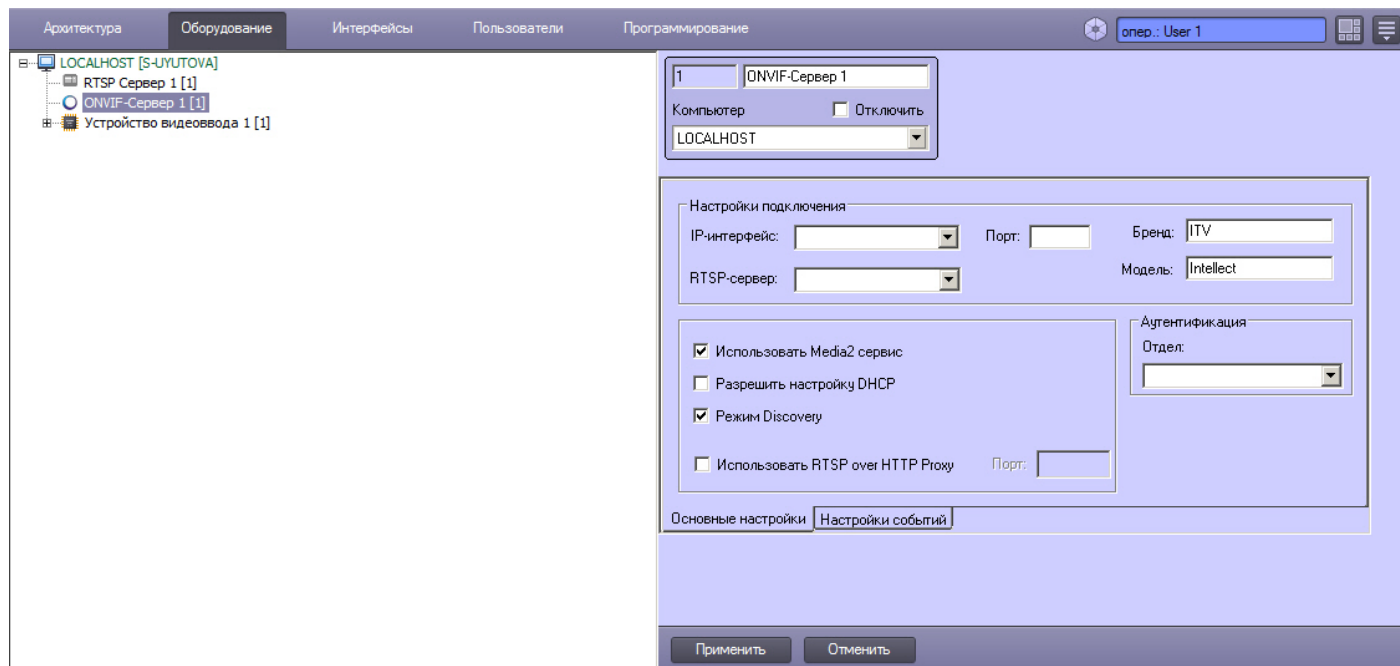 Архитектура Оборудование Интерфейсы Пользователи Программирование опер.: User 1
LOCALHOST [S-UYUTOVA]
RTSP Сервер 1 [1]
ONVIF-Сервер 1 [1]
Устройство видеоввода 1 [1]
1 ONVIF-Сервер 1
Компьютер Отключить
LOCALHOST
Настройки подключения
IP-интерфейс: Порт: Бренд: ITV
RTSP-сервер: Модель: Intellect
Аутентификация
Отдел:
Использовать Media2 сервис
Разрешить настройку DHCP
Режим Discovery
Использовать RTSP over HTTP Proxy Порт:
Основные настройки Настройки событий
Применить Отменить